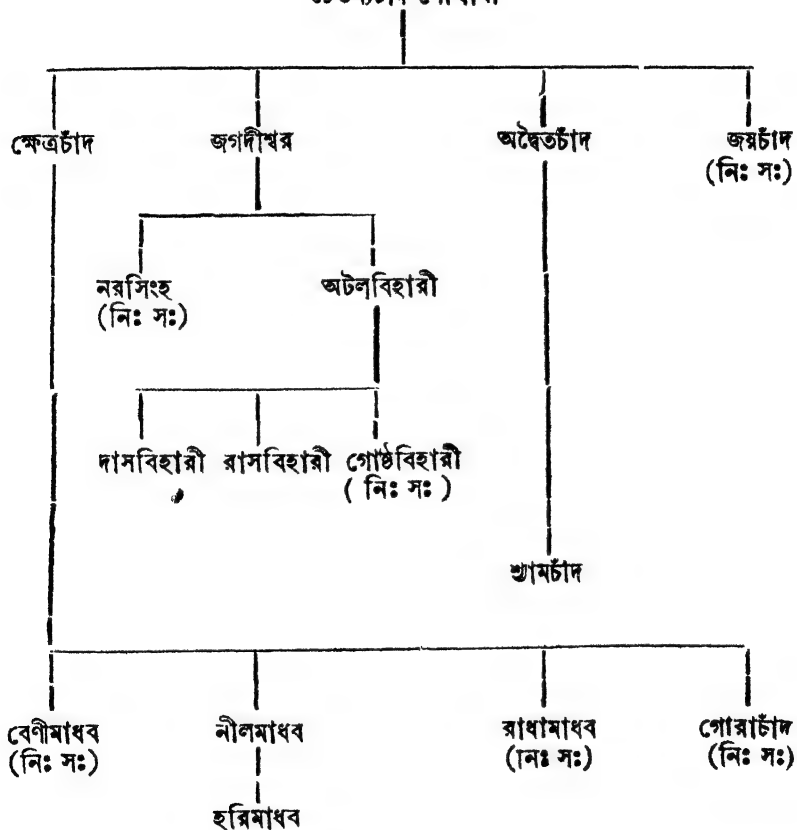 ক্ষেত্রচাঁদ জগদীশ্বর অদ্বৈতচাঁদ জয়চাঁদ
(নিঃ সঃ)
নরসিংহ অটলবিহারী
(নিঃ সঃ)
দাসবিহারী রাসবিহারী গোষ্ঠবিহারী
( নিঃ সঃ )
শ্যামচাঁদ
বেণীমাধব নীলমাধব রাধামাধব গোরাচাঁদ
(নিঃ সঃ) (নিঃ সঃ) (নিঃ সঃ)
হরিমাধব